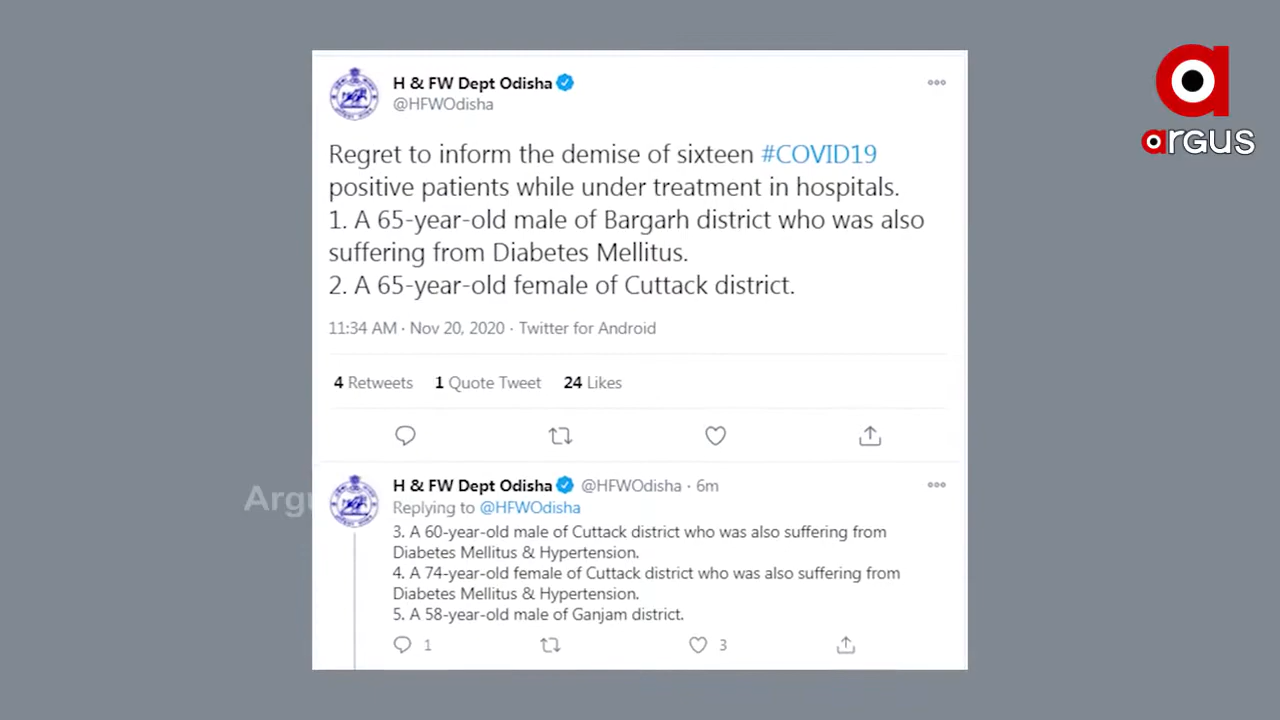 argus
H & FW Dept Odisha
@HFWOdisha
Regret to inform the demise of sixteen #COVID19
positive patients while under treatment in hospitals.
1. A 65-year-old male of Bargarh district who was also
suffering from Diabetes Mellitus.
2. A 65-year-old female of Cuttack district.
11:34 AM · Nov 20, 2020 · Twitter for Android
4 Retweets 1 Quote Tweet 24 Likes
Argu
H & FW Dept Odisha @HFWOdisha · 6m
Replying to @HFWOdisha
3. A 60-year-old male of Cuttack district who was also suffering from
Diabetes Mellitus & Hypertension.
4. A 74-year-old female of Cuttack district who was also suffering from
Diabetes Mellitus & Hypertension.
5. A 58-year-old male of Ganjam district.
1 3